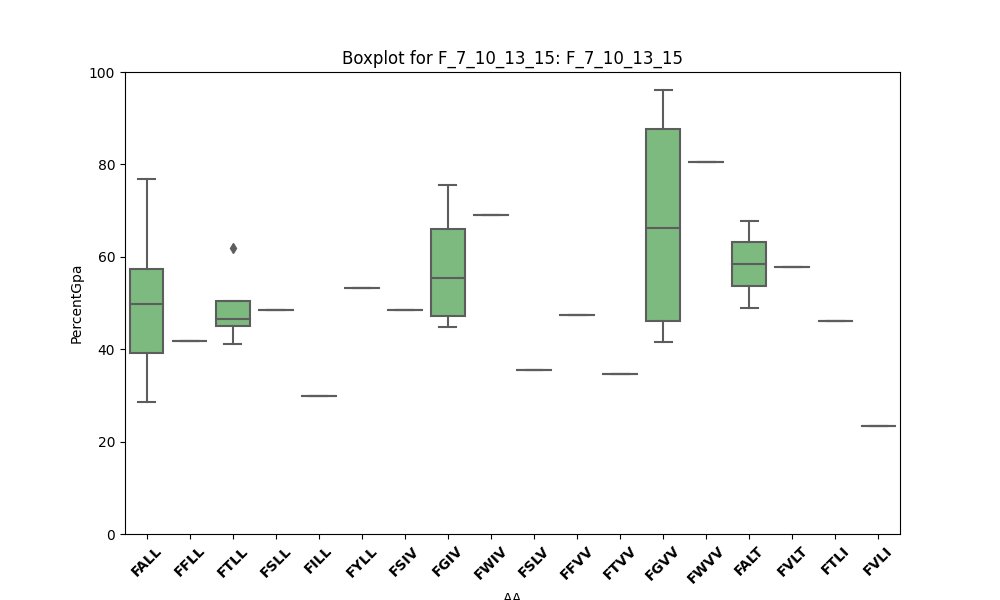 Boxplot for F_7_10_13_15: F_7_10_13_15
PercentGpa
100
80
60
40
20
0
FALL
FFLL
FTLL
FSLL
FILL
FYLL
FSIV
FGIV
FWIV
FSLV
FFVV
FTVV
FGVV
FWVV
FALT
FVLT
FTLI
FVLI
AA